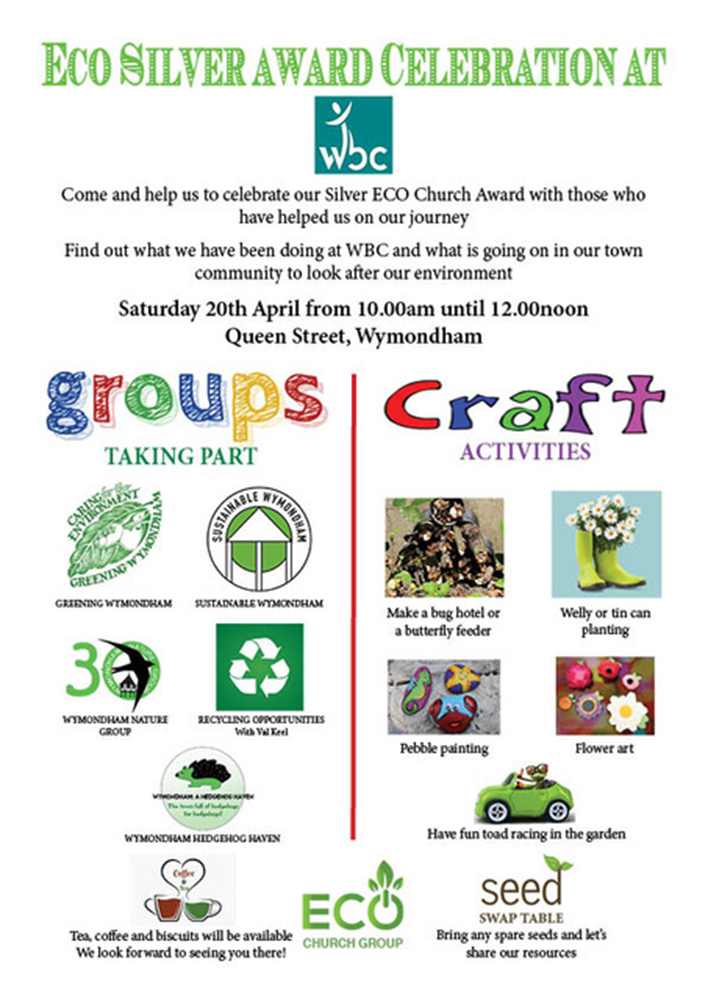 ECO SILVER AWARD CELEBRATION AT
wbc
Come and help us to celebrate our Silver ECO Church Award with those who
have helped us on our journey
Find out what we have been doing at WBC and what is going on in our town
community to look after our environment
Saturday 20th April from 10.00am until 12.00noon
Queen Street, Wymondham
groups
TAKING PART
CARING for the
ENVIRONMENT
GREENING WYMONDHAM
GREENING WYMONDHAM
SUSTAINABLE WYMONDHAM
SUSTAINABLE WYMONDHAM
30
WYMONDHAM NATURE
GROUP
RECYCLING OPPORTUNITIES
With Val Keel
WYMONDHAM: A HEDGEHOG HAVEN
The town full of hedgehogs,
for hedgehogs!
WYMONDHAM HEDGEHOG HAVEN
craft
ACTIVITIES
Make a bug hotel or
a butterfly feeder
Welly or tin can
planting
Pebble painting
Flower art
Have fun toad racing in the garden
Coffee
&
Tea
Tea, coffee and biscuits will be available
We look forward to seeing you there!
ECO
CHURCH GROUP
seed
SWAP TABLE
Bring any spare seeds and let's
share our resources